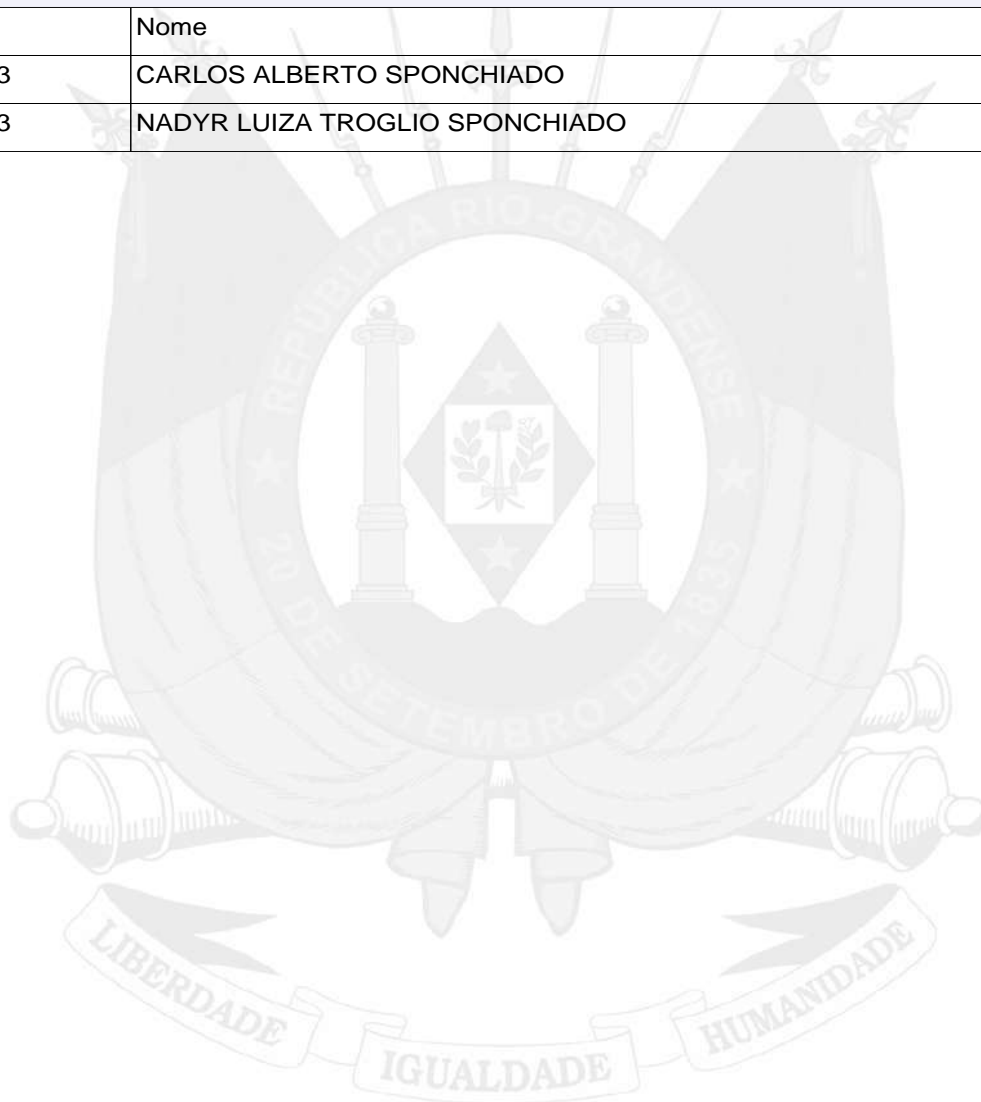 Nome
3 CARLOS ALBERTO SPONCHIADO
3 NADYR LUIZA TROGLIO SPONCHIADO
REPÚBLICA RIO-GRANDENSE
20 DE SETEMBRO DE 1835
LIBERDADE IGUALDADE HUMANIDADE